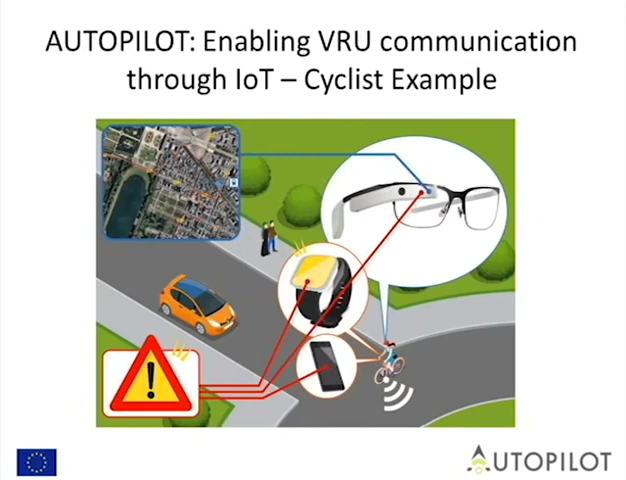 AUTOPILOT: Enabling VRU communication
through IoT – Cyclist Example
AUTOPILOT